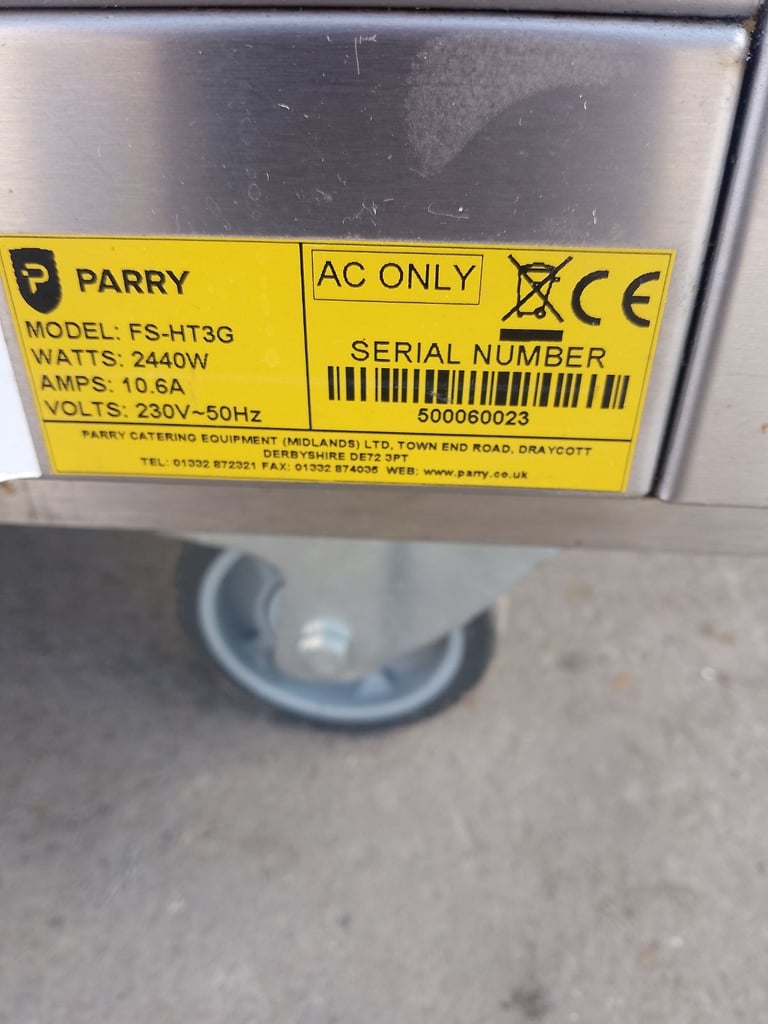 PARRY
MODEL: FS-HT3G
WATTS: 2440W
AMPS: 10.6A
VOLTS: 230V~50Hz
AC ONLY
CE
SERIAL NUMBER
500060023
PARRY CATERING EQUIPMENT (MIDLANDS) LTD, TOWN END ROAD, DRAYCOTT
DERBYSHIRE DE72 3PT
TEL: 01332 872321 FAX: 01332 874035 WEB: www.parry.co.uk